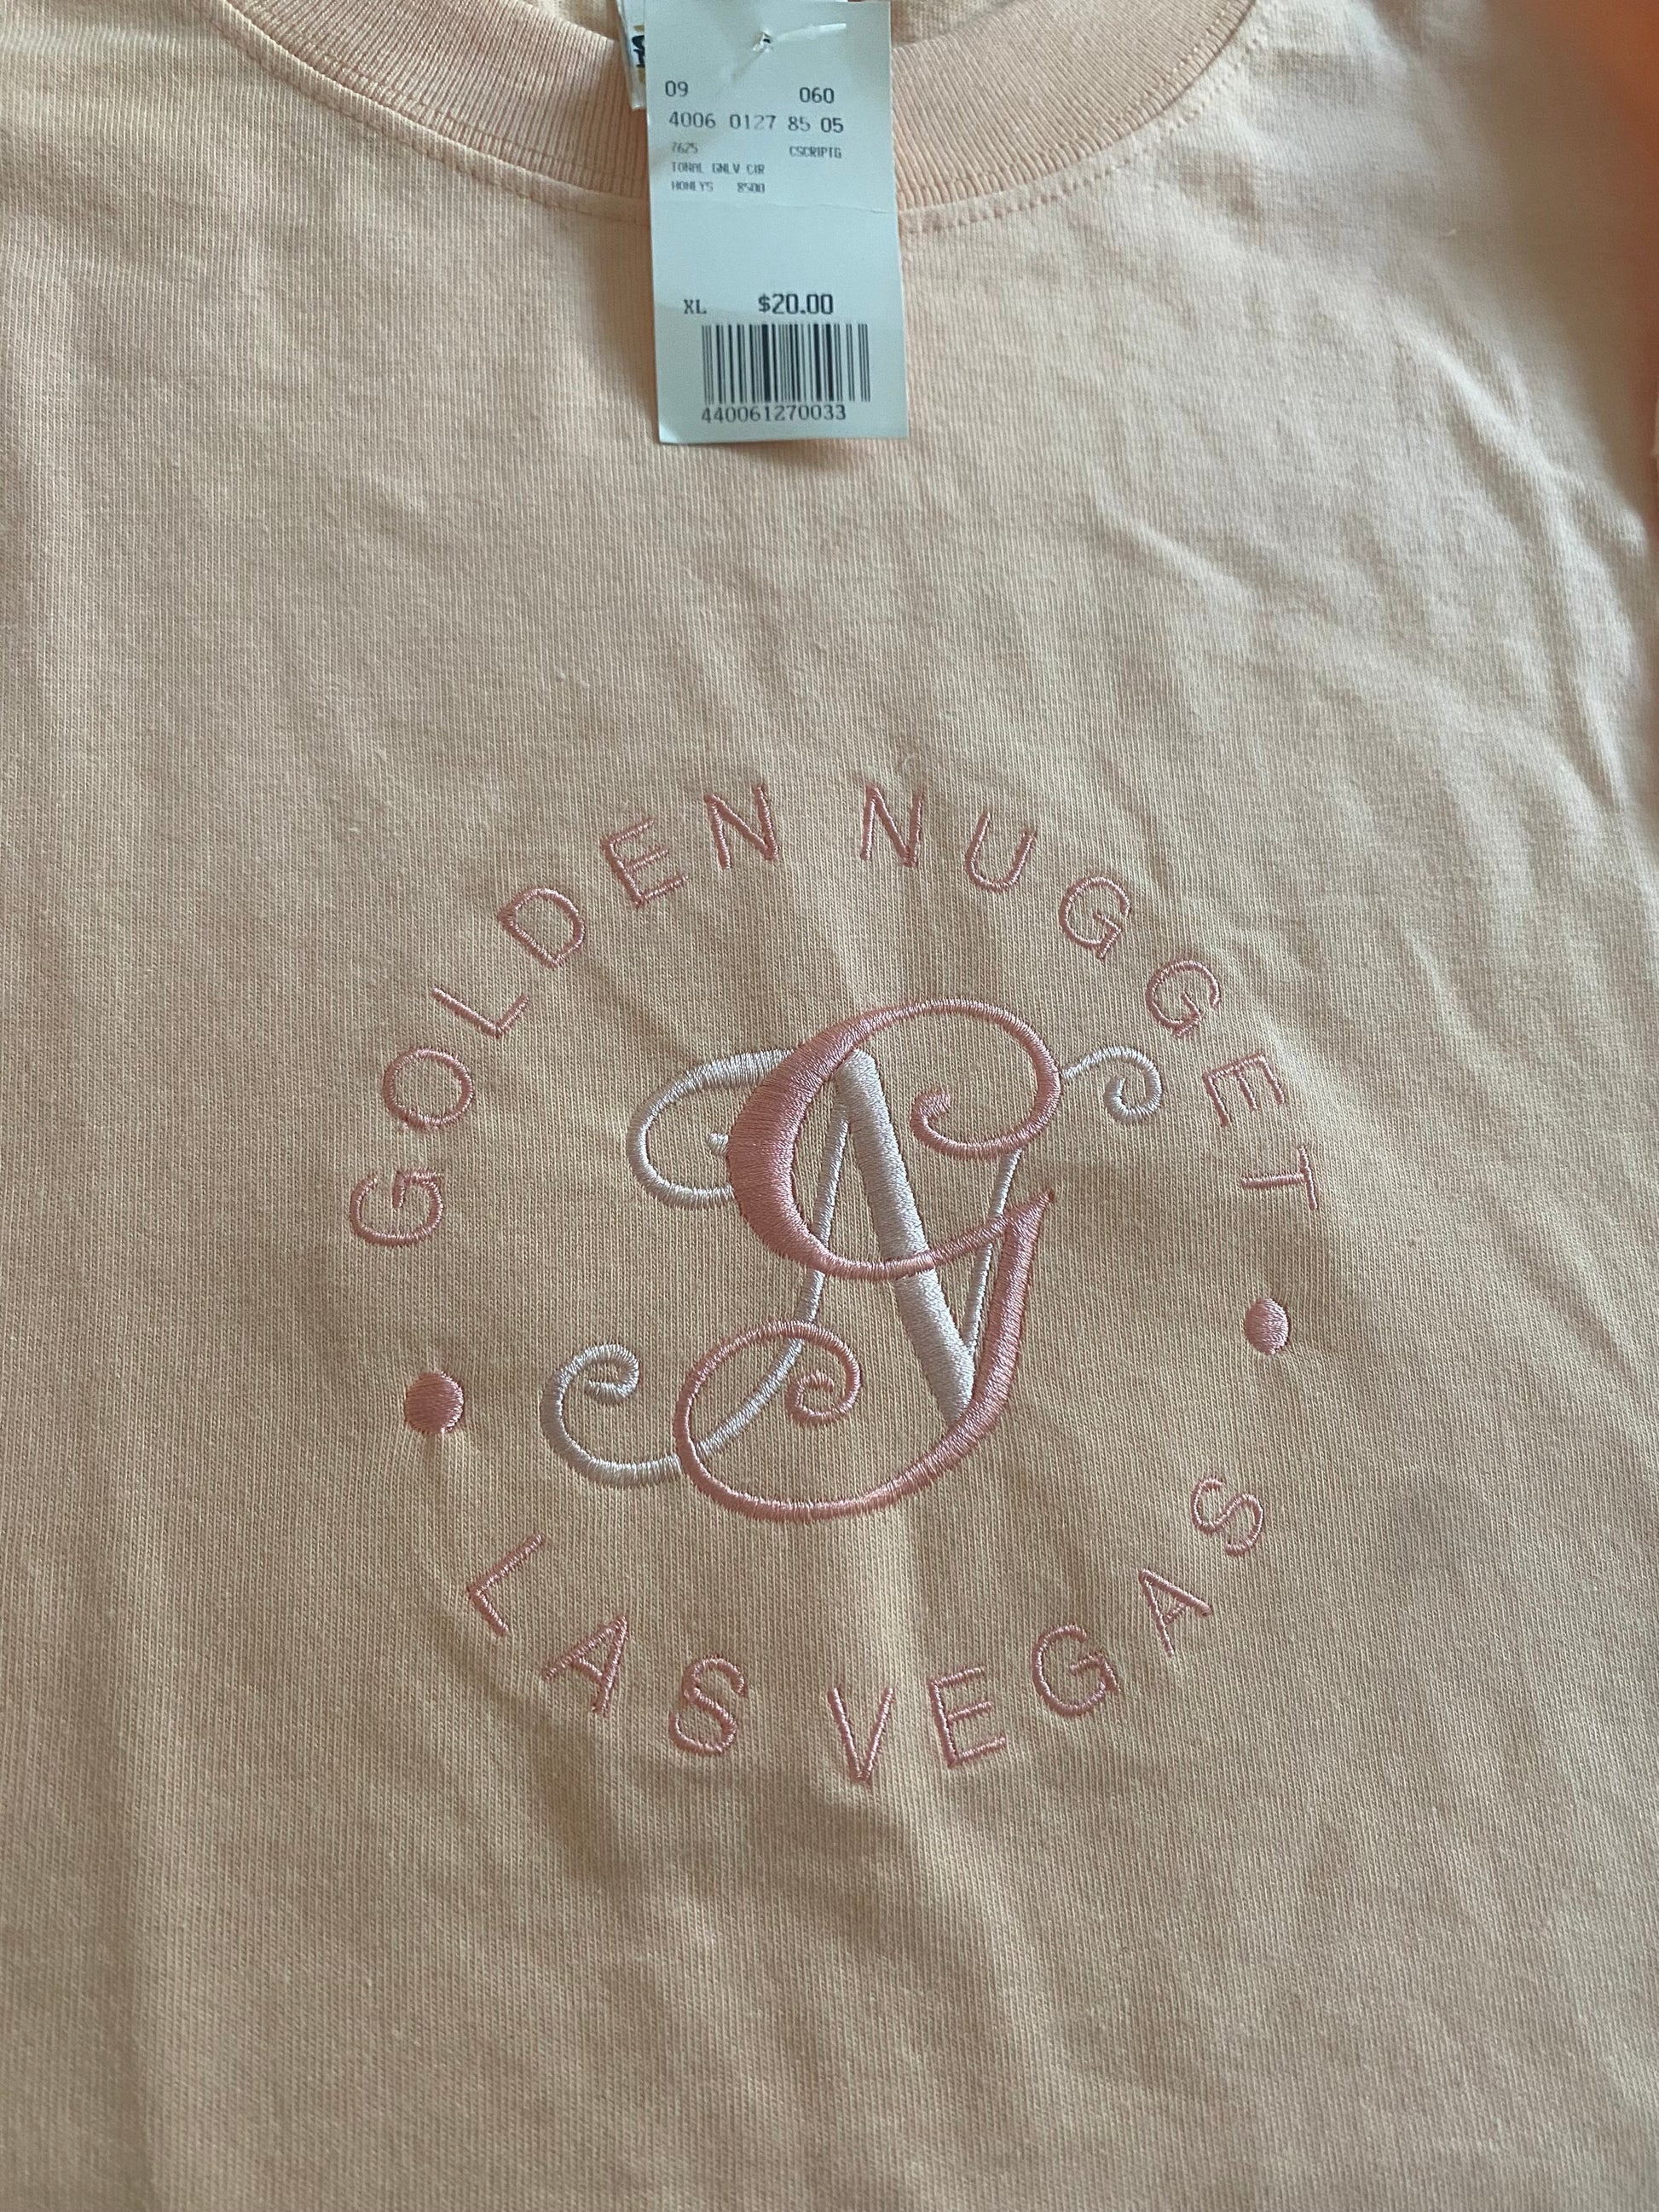 09 060
4006 0127 85 05
7625 CSCRIPTG
TONAL GNLV CIR
HONEYS 8500
XL $20.00
440061270033
GOLDEN NUGGET
GN
LAS VEGAS